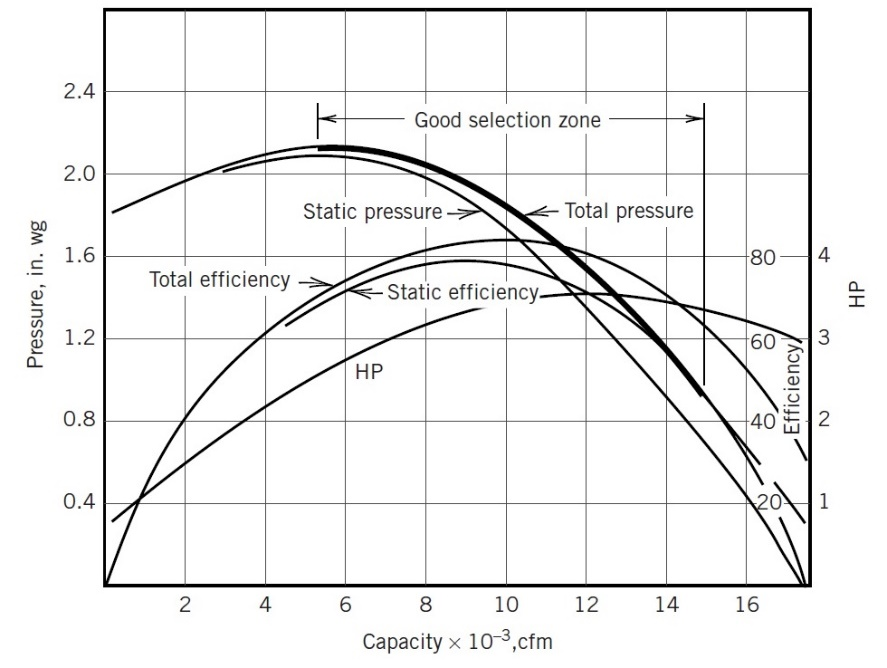 2.4
2.0
1.6
1.2
0.8
0.4
Pressure, in. wg
Good selection zone
Static pressure
Total pressure
Total efficiency
Static efficiency
HP
80
60
40
20
Efficiency
4
3
2
1
HP
2 4 6 8 10 12 14 16
Capacity × 10⁻³,cfm